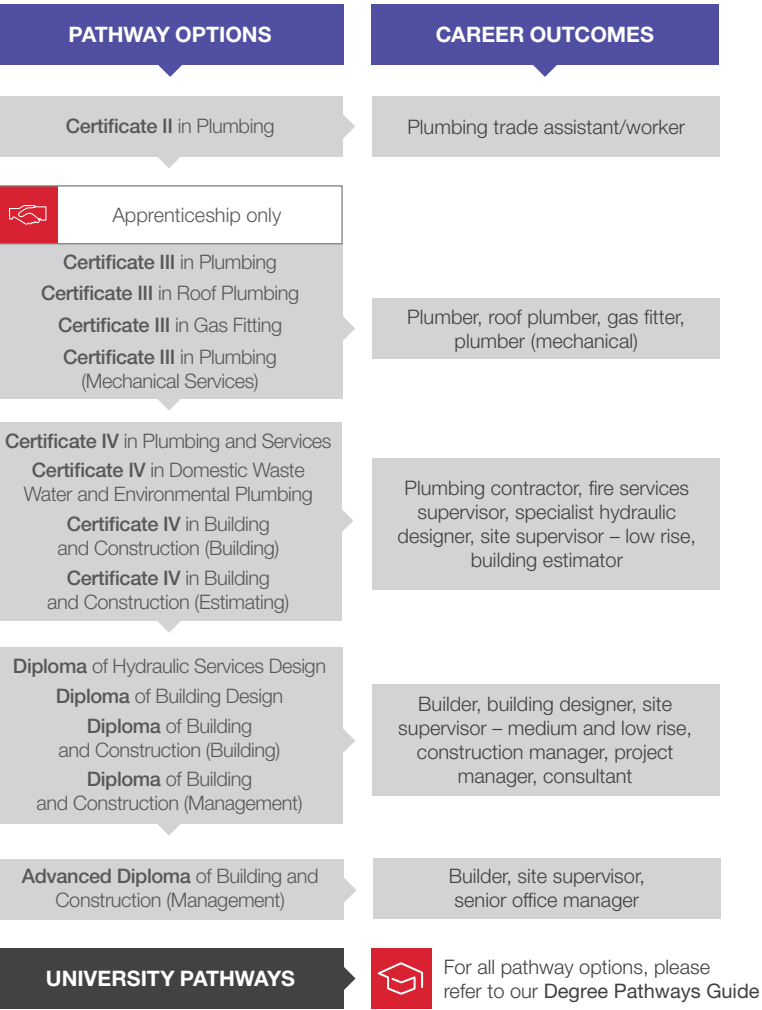 PATHWAY OPTIONS
CAREER OUTCOMES
Certificate II in Plumbing
Plumbing trade assistant/worker
Apprenticeship only
Certificate III in Plumbing
Certificate III in Roof Plumbing
Certificate III in Gas Fitting
Certificate III in Plumbing
(Mechanical Services)
Plumber, roof plumber, gas fitter,
plumber (mechanical)
Certificate IV in Plumbing and Services
Certificate IV in Domestic Waste
Water and Environmental Plumbing
Certificate IV in Building
and Construction (Building)
Certificate IV in Building
and Construction (Estimating)
Plumbing contractor, fire services
supervisor, specialist hydraulic
designer, site supervisor – low rise,
building estimator
Diploma of Hydraulic Services Design
Diploma of Building Design
Diploma of Building
and Construction (Building)
Diploma of Building
and Construction (Management)
Builder, building designer, site
supervisor – medium and low rise,
construction manager, project
manager, consultant
Advanced Diploma of Building and
Construction (Management)
Builder, site supervisor,
senior office manager
UNIVERSITY PATHWAYS
For all pathway options, please
refer to our Degree Pathways Guide